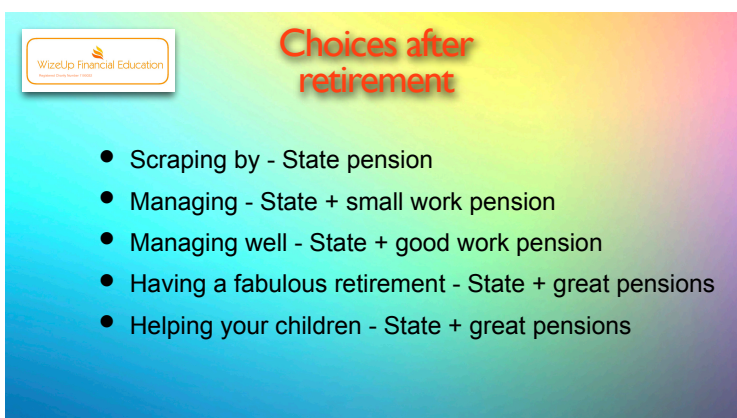 WizeUp Financial Education
Choices after
retirement
• Scraping by - State pension
• Managing - State + small work pension
• Managing well - State + good work pension
• Having a fabulous retirement - State + great pensions
• Helping your children - State + great pensions